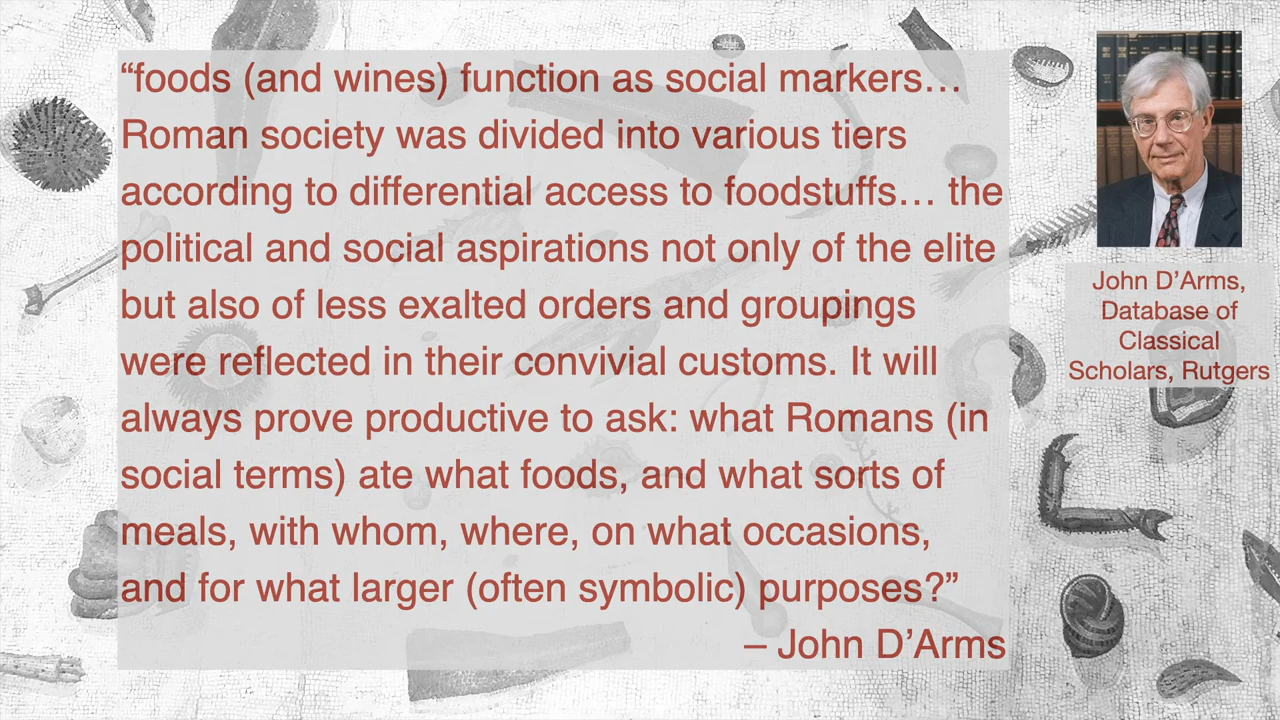 “foods (and wines) function as social markers…
Roman society was divided into various tiers
according to differential access to foodstuffs… the
political and social aspirations not only of the elite
but also of less exalted orders and groupings
were reflected in their convivial customs. It will
always prove productive to ask: what Romans (in
social terms) ate what foods, and what sorts of
meals, with whom, where, on what occasions,
and for what larger (often symbolic) purposes?”
– John D’Arms
John D’Arms,
Database of
Classical
Scholars, Rutgers